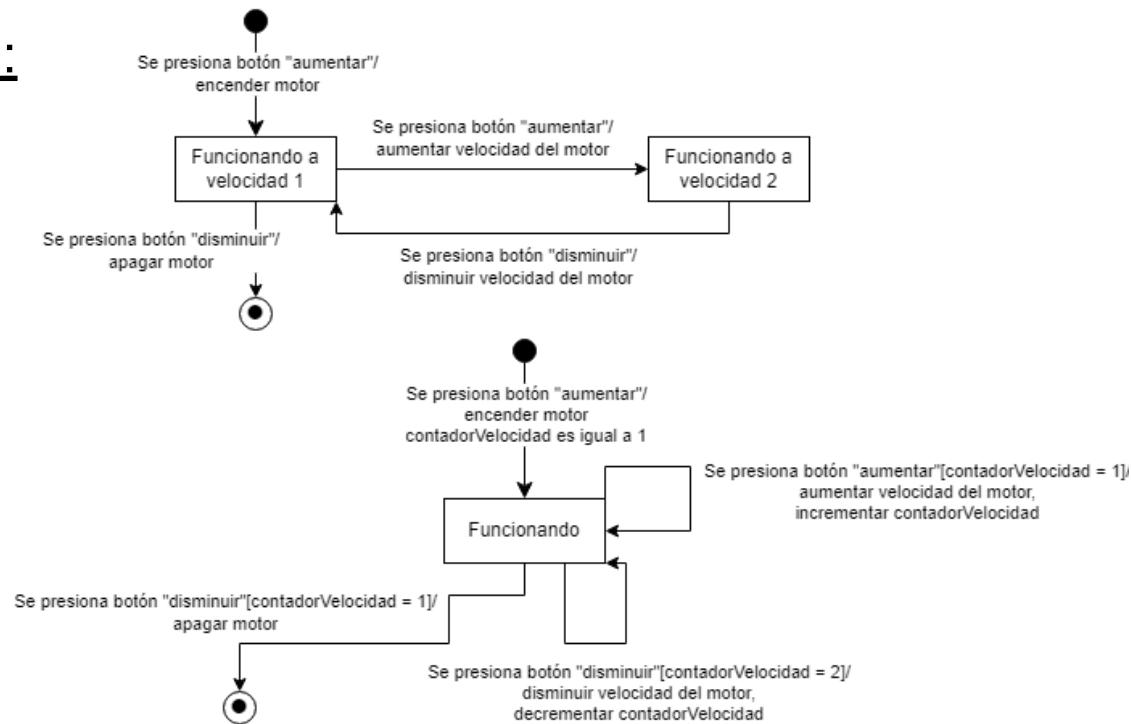 :
Se presiona botón "aumentar"/
encender motor
Funcionando a
velocidad 1
Se presiona botón "aumentar"/
aumentar velocidad del motor
Funcionando a
velocidad 2
Se presiona botón "disminuir"/
apagar motor
Se presiona botón "disminuir"/
disminuir velocidad del motor
Se presiona botón "aumentar"/
encender motor
contadorVelocidad es igual a 1
Funcionando
Se presiona botón "aumentar"[contadorVelocidad = 1]/
aumentar velocidad del motor,
incrementar contadorVelocidad
Se presiona botón "disminuir"[contadorVelocidad = 1]/
apagar motor
Se presiona botón "disminuir"[contadorVelocidad = 2]/
disminuir velocidad del motor,
decrementar contadorVelocidad